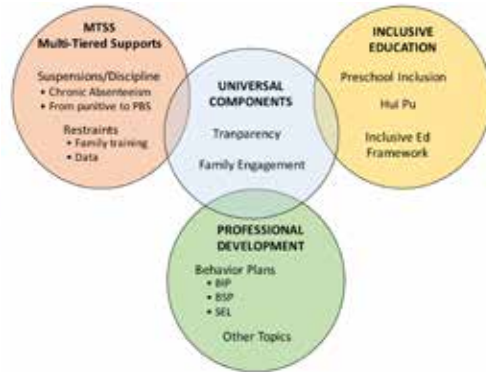 MTSS
Multi-Tiered Supports
Suspensions/Discipline
• Chronic Absenteeism
• From punitive to PBS
Restraints
• Family training
• Data
UNIVERSAL
COMPONENTS
Tranparency
Family Engagement
INCLUSIVE
EDUCATION
Preschool Inclusion
Hui Pu
Inclusive Ed
Framework
PROFESSIONAL
DEVELOPMENT
Behavior Plans
• BIP
• BSP
• SEL
Other Topics